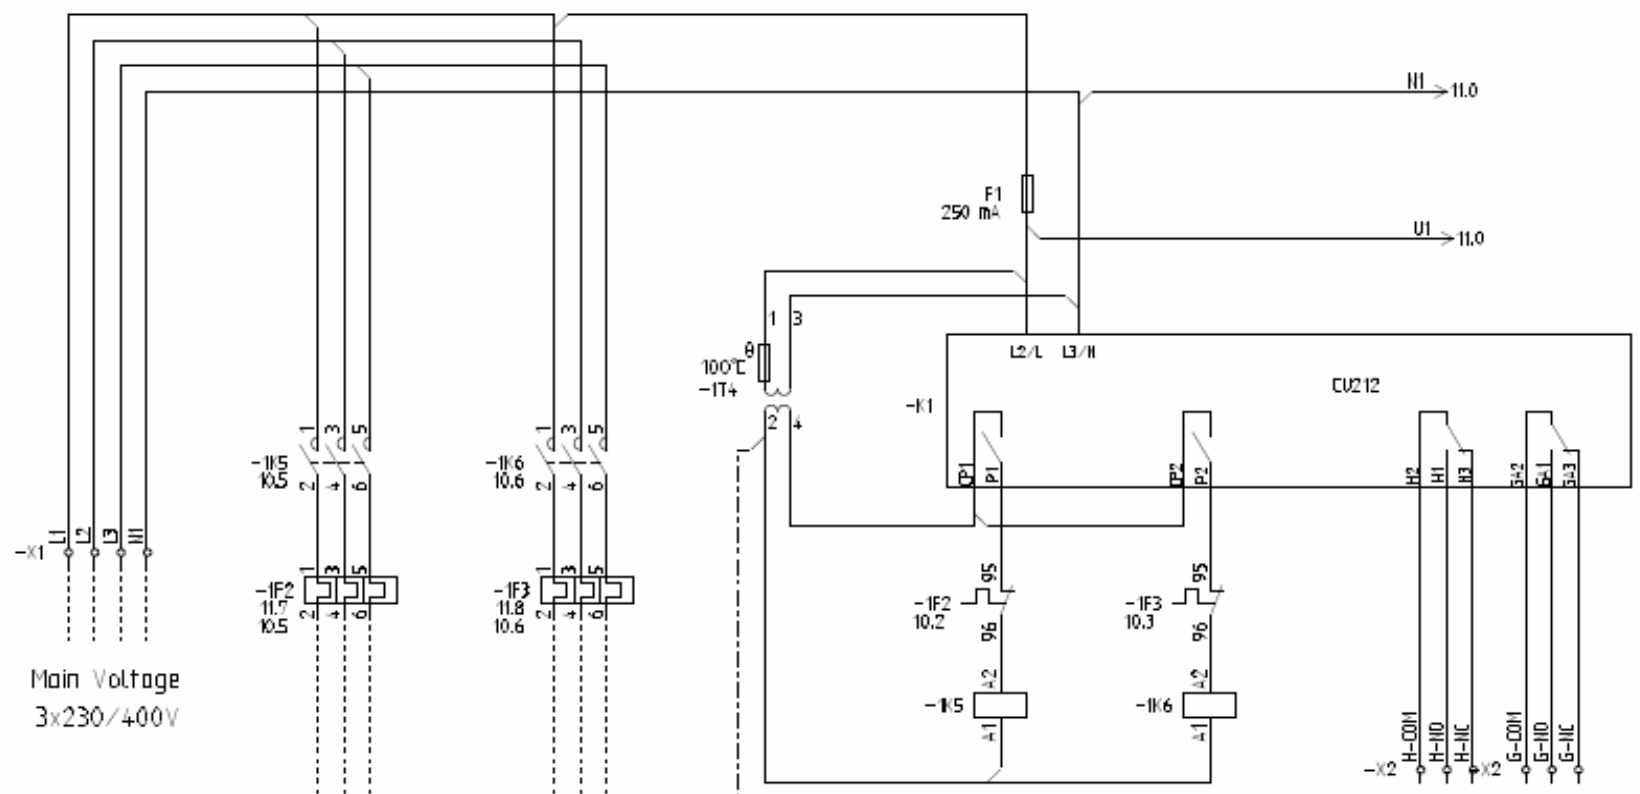 N1 11.0
F1
250 mA
U1 11.0
1 3
θ
100°C
-1T4
2 4
L2/L L3/N
CU212
-K1
CP1 P1 CP2 P2 H2 H1 H3 GA2 GA1 GA3
1 3 5
-1K5
10.5
2 4 6
1 3 5
-1K6
10.6
2 4 6
-X1 L1 L2 L3 N1
1 3 5
-1F2
11.7
10.5
2 4 6
1 3 5
-1F3
11.8
10.6
2 4 6
95
-1F2
10.2
96
95
-1F3
10.3
96
A2
-1K5
A1
A2
-1K6
A1
Main Voltage
3x230/400V
H-COM H-NO H-NC G-COM G-NO G-NC
-X2 -X2